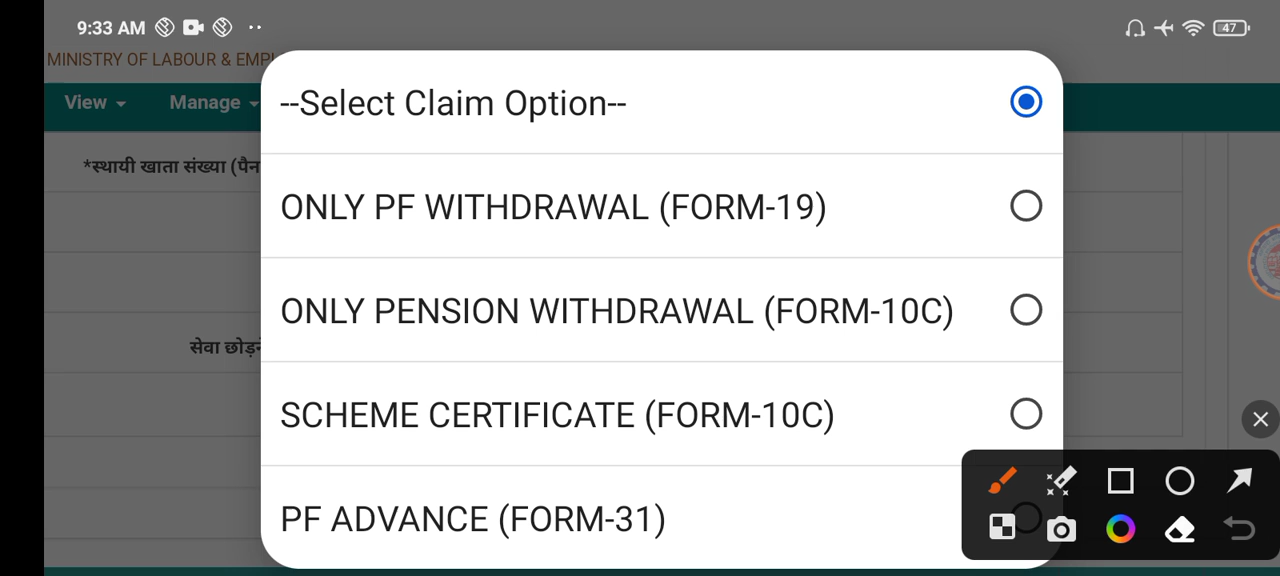 9:33 AM
47
MINISTRY OF LABOUR & EMPL
View
Manage
--Select Claim Option--
*स्थायी खाता संख्या (पैन
ONLY PF WITHDRAWAL (FORM-19)
ONLY PENSION WITHDRAWAL (FORM-10C)
सेवा छोड़ने
SCHEME CERTIFICATE (FORM-10C)
PF ADVANCE (FORM-31)